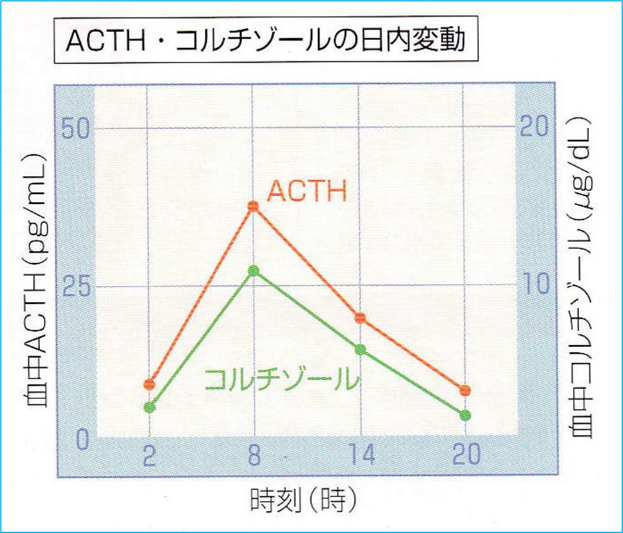 ACTH・コルチゾールの日内変動
血中ACTH(pg/mL)
50
25
0
ACTH
コルチゾール
20
10
血中コルチゾール(μg/dL)
2 8 14 20
時刻(時)